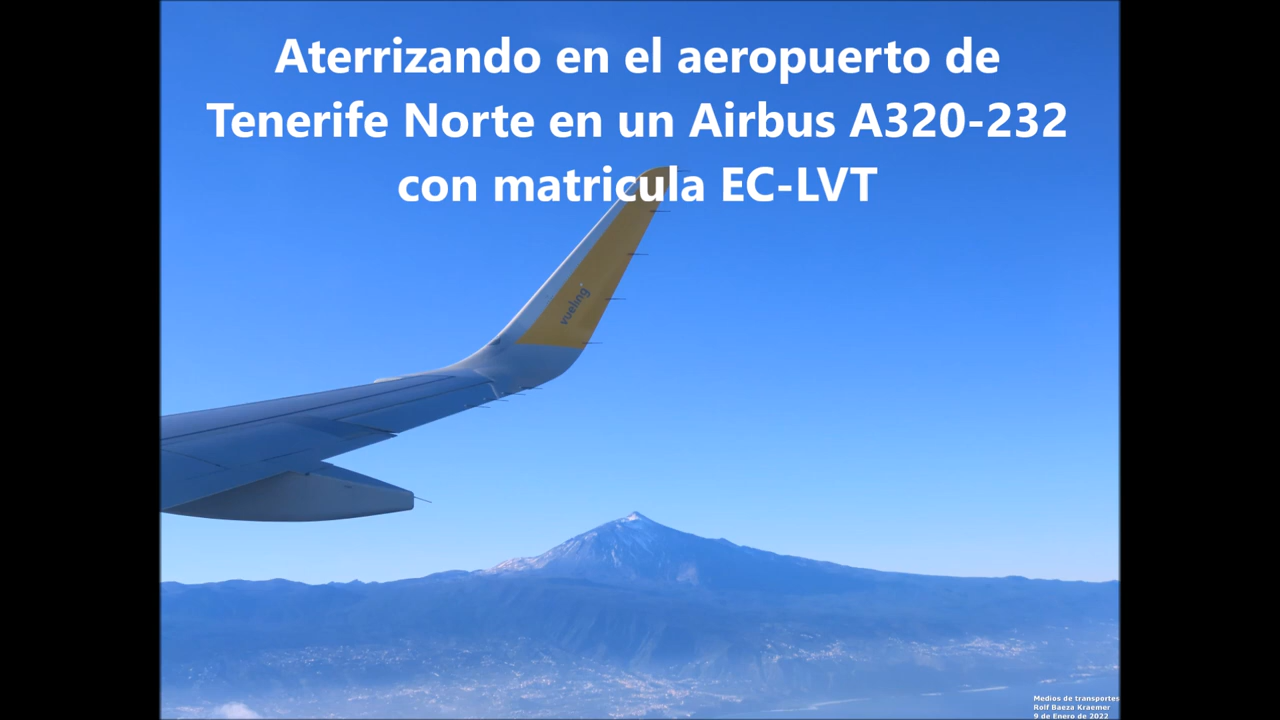 Aterrizando en el aeropuerto de
Tenerife Norte en un Airbus A320-232
con matricula EC-LVT
vueling
Medios de transportes
Rolf Baeza Kraemer
9 de Enero de 2022